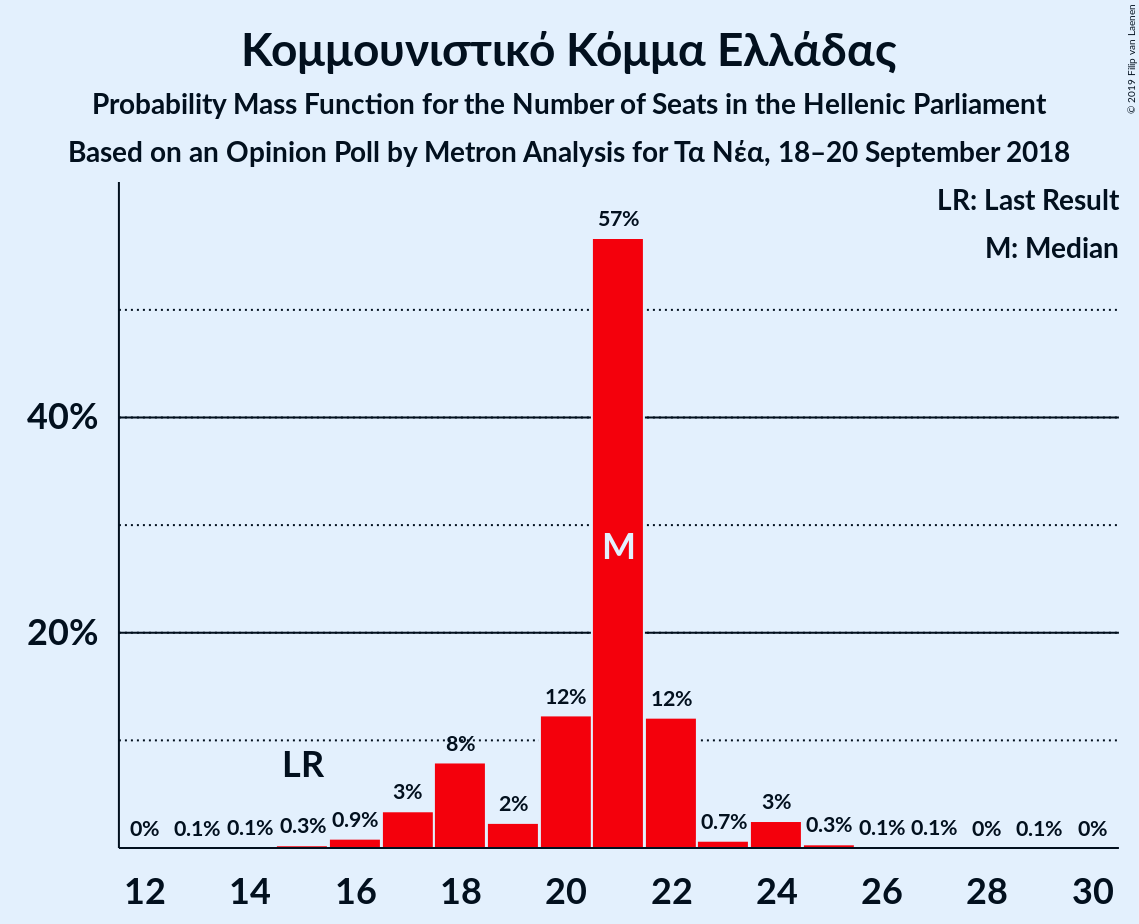 Κομμουνιστικό Κόμμα Ελλάδας
Probability Mass Function for the Number of Seats in the Hellenic Parliament
Based on an Opinion Poll by Metron Analysis for Τα Νέα, 18–20 September 2018
© 2019 Filip van Laenen
LR: Last Result
M: Median
40%
20%
0% 0.1% 0.1% 0.3% 0.9% 3% 8% 2% 12% 57% 12% 0.7% 3% 0.3% 0.1% 0.1% 0% 0.1% 0%
LR
M
12 14 16 18 20 22 24 26 28 30